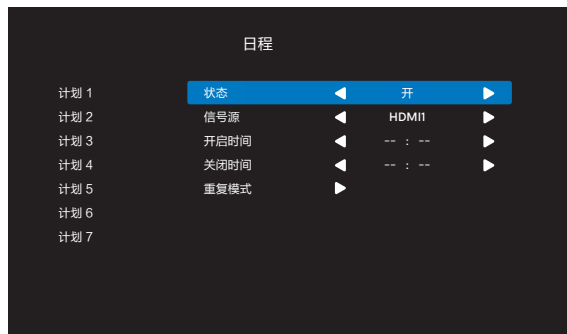 日程
计划 1 状态 开
计划 2 信号源 HDMI1
计划 3 开启时间 -- : --
计划 4 关闭时间 -- : --
计划 5 重复模式
计划 6
计划 7